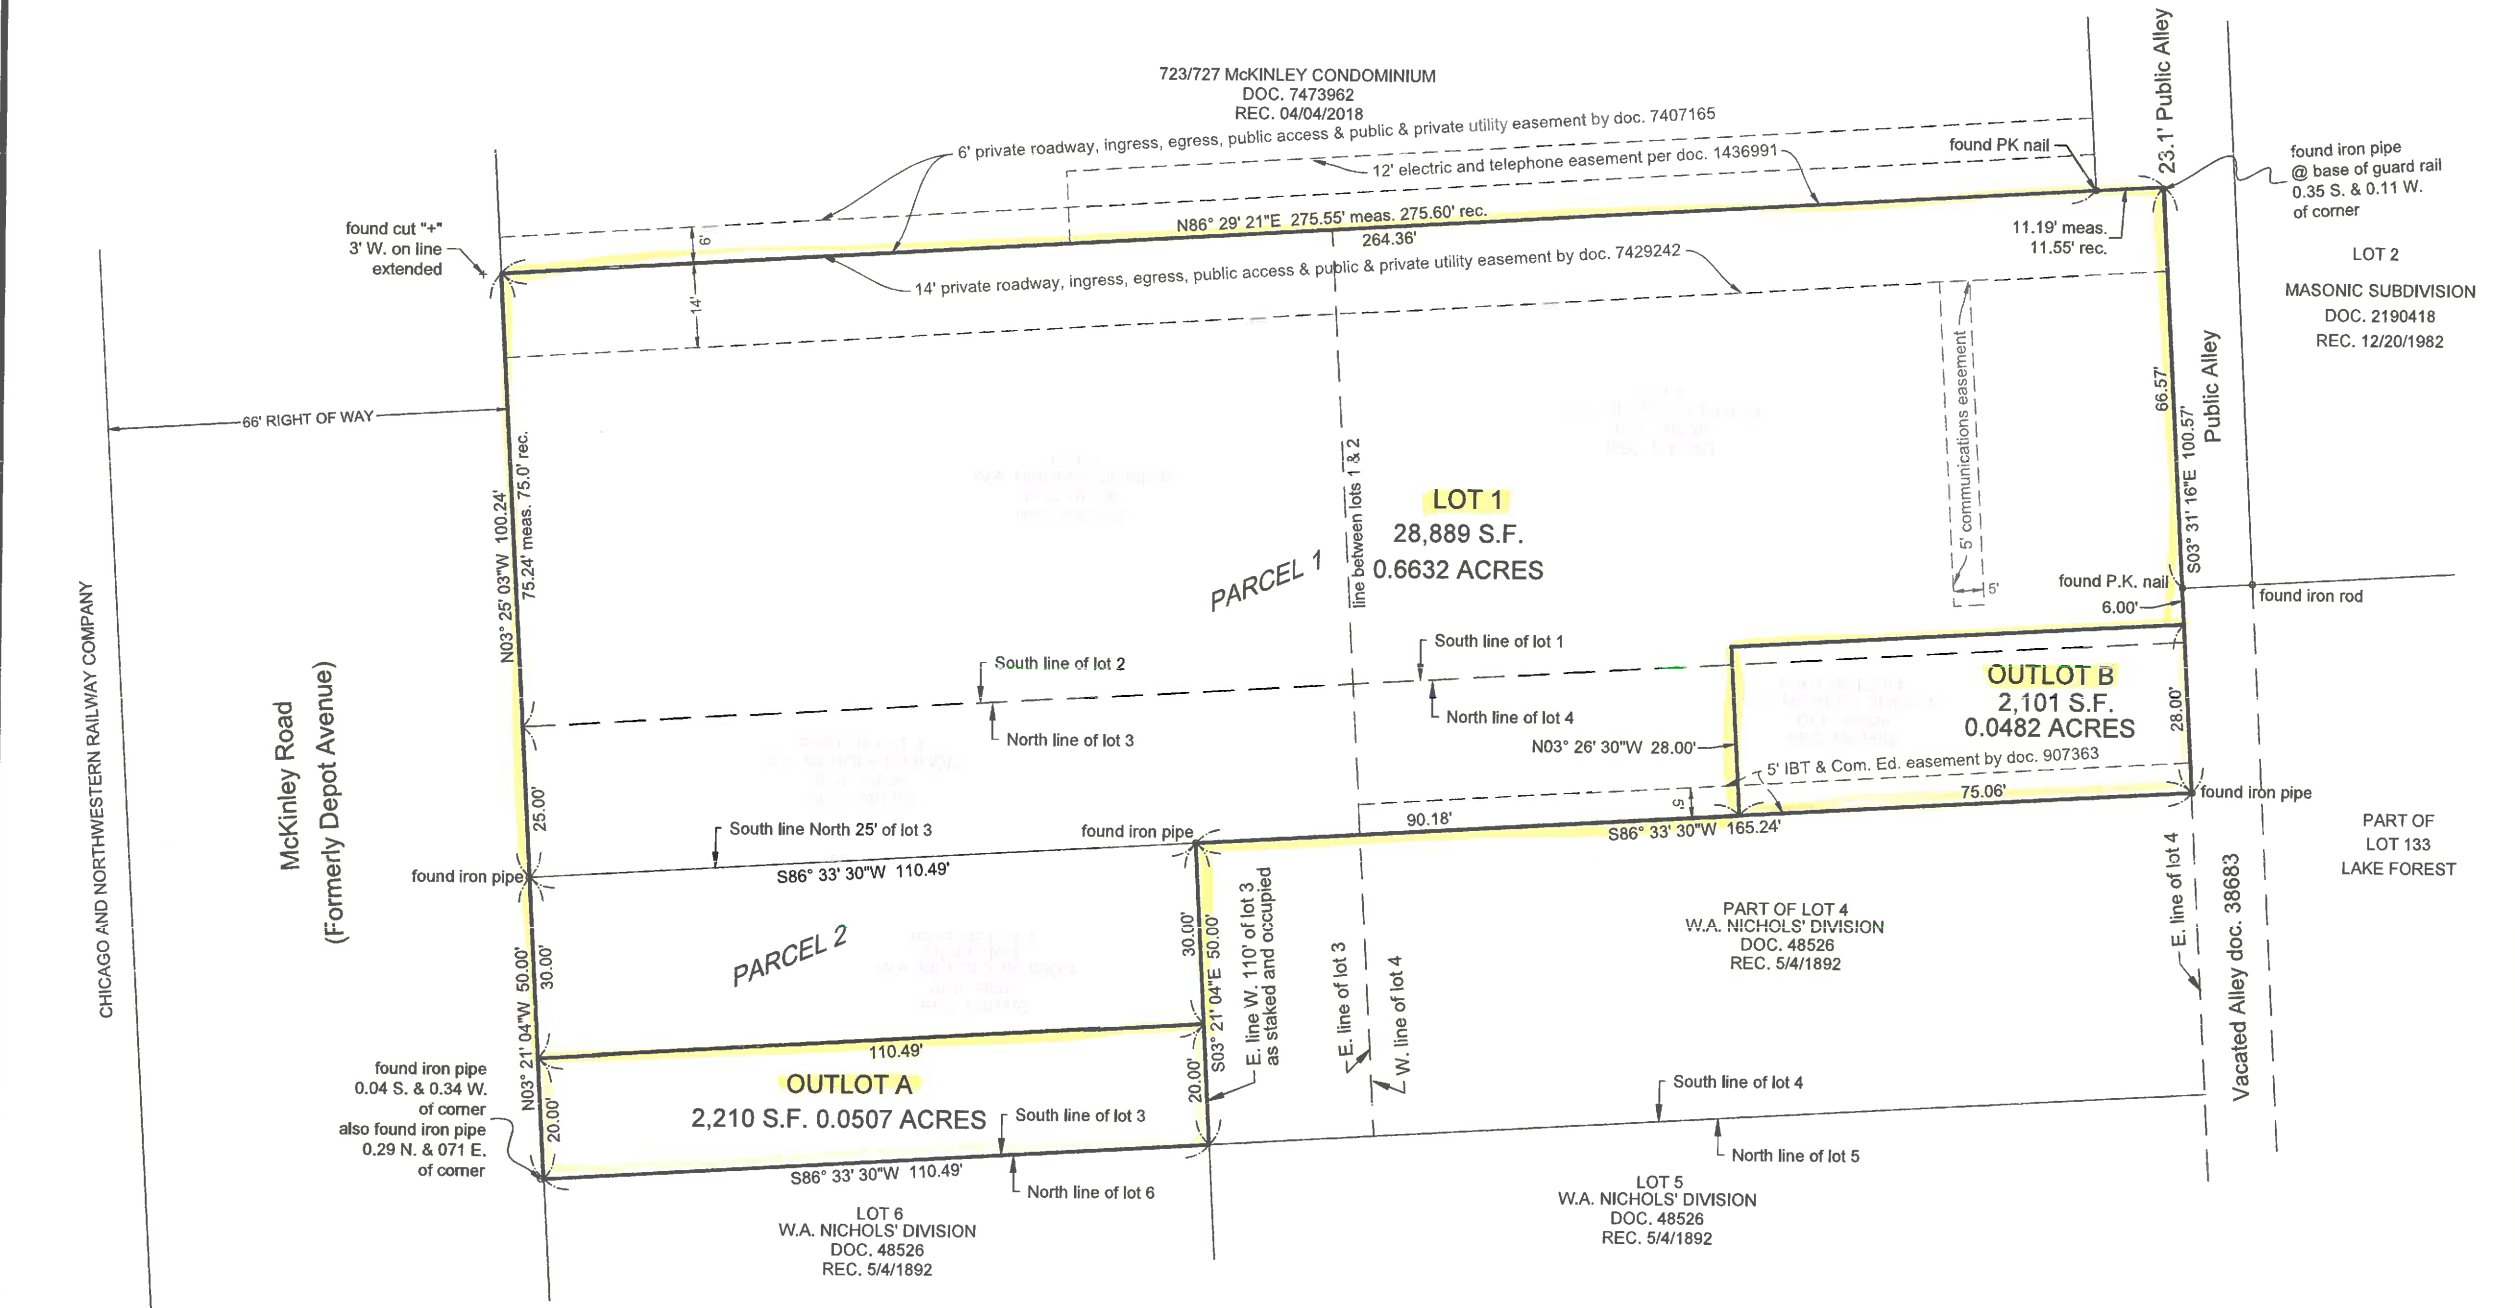 723/727 McKINLEY CONDOMINIUM
DOC. 7473962
REC. 04/04/2018
6' private roadway, ingress, egress, public access & public & private utility easement by doc. 7407165
12' electric and telephone easement per doc. 1436991
found PK nail
23.1' Public Alley
found iron pipe
@ base of guard rail
0.35 S. & 0.11 W.
of corner
found cut "+"
3' W. on line
extended
6'
N86° 29' 21"E 275.55' meas. 275.60' rec.
264.36'
11.19' meas.
11.55' rec.
14' private roadway, ingress, egress, public access & public & private utility easement by doc. 7429242
14'
LOT 2
MASONIC SUBDIVISION
DOC. 2190418
REC. 12/20/1982
66' RIGHT OF WAY
N03° 25' 03"W 100.24'
75.24' meas. 75.0' rec.
line between lots 1 & 2
5' communications easement
5'
66.57'
S03° 31' 16"E 100.57'
Public Alley
LOT 1
28,889 S.F.
0.6632 ACRES
PARCEL 1
found P.K. nail
6.00'
found iron rod
CHICAGO AND NORTHWESTERN RAILWAY COMPANY
McKinley Road
(Formerly Depot Avenue)
South line of lot 2
North line of lot 3
South line of lot 1
North line of lot 4
OUTLOT B
2,101 S.F.
0.0482 ACRES
28.00'
N03° 26' 30"W 28.00'
5' IBT & Com. Ed. easement by doc. 907363
5'
75.06'
found iron pipe
90.18'
S86° 33' 30"W 165.24'
25.00'
South line North 25' of lot 3
found iron pipe
found iron pipe
S86° 33' 30"W 110.49'
PARCEL 2
30.00'
S03° 21' 04"E 50.00'
E. line W. 110' of lot 3
as staked and occupied
E. line of lot 3
W. line of lot 4
PART OF LOT 4
W.A. NICHOLS' DIVISION
DOC. 48526
REC. 5/4/1892
E. line of lot 4
Vacated Alley doc. 38683
PART OF
LOT 133
LAKE FOREST
N03° 21' 04"W 50.00'
30.00'
110.49'
20.00'
found iron pipe
0.04 S. & 0.34 W.
of corner
also found iron pipe
0.29 N. & 071 E.
of corner
20.00'
OUTLOT A
2,210 S.F. 0.0507 ACRES
South line of lot 3
S86° 33' 30"W 110.49'
North line of lot 6
South line of lot 4
North line of lot 5
LOT 6
W.A. NICHOLS' DIVISION
DOC. 48526
REC. 5/4/1892
LOT 5
W.A. NICHOLS' DIVISION
DOC. 48526
REC. 5/4/1892